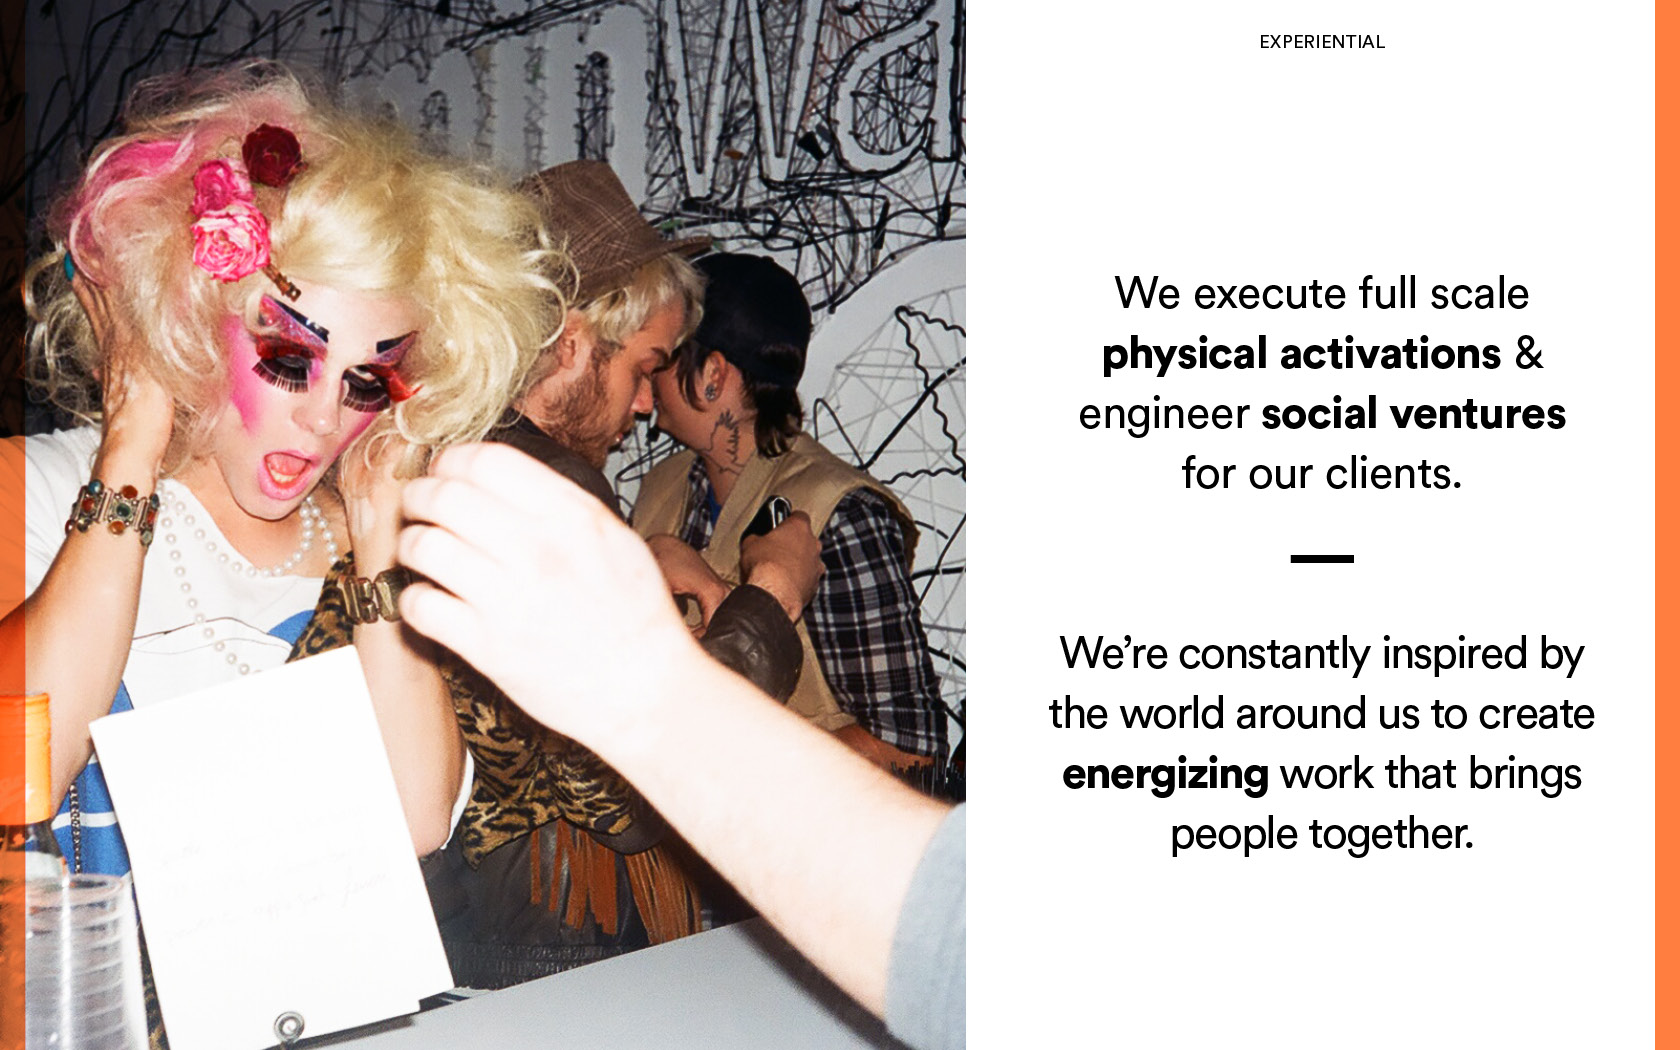 EXPERIENTIAL
We execute full scale
physical activations &
engineer social ventures
for our clients.
We’re constantly inspired by
the world around us to create
energizing work that brings
people together.